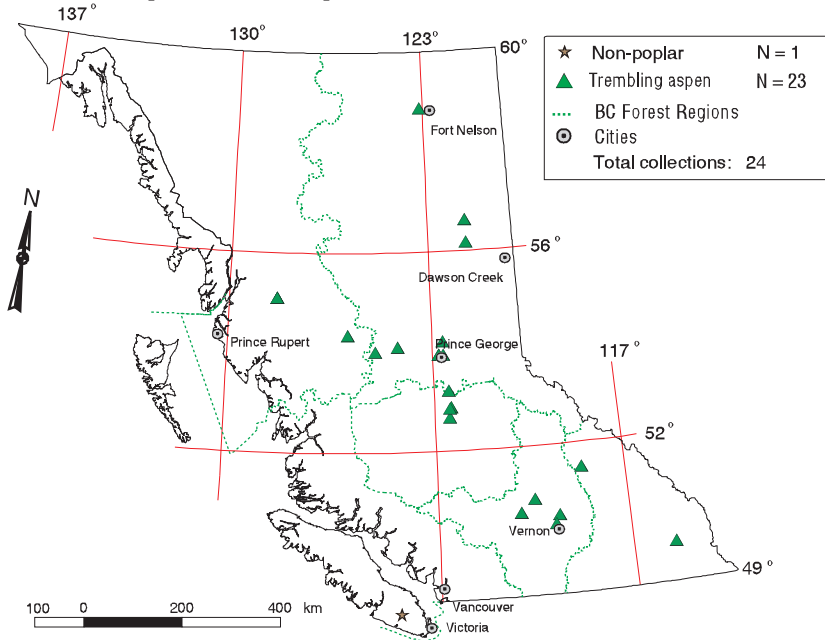 137°
130
123°
60°
Non-poplar N = 1
Trembling aspen N = 23
BC Forest Regions
Cities
Total collections: 24
Fort Nelson
N
56°
Dawson Creek
Prince Rupert
Prince George
117°
52°
Vernon
49°
Vancouver
Victoria
100 0 200 400 km